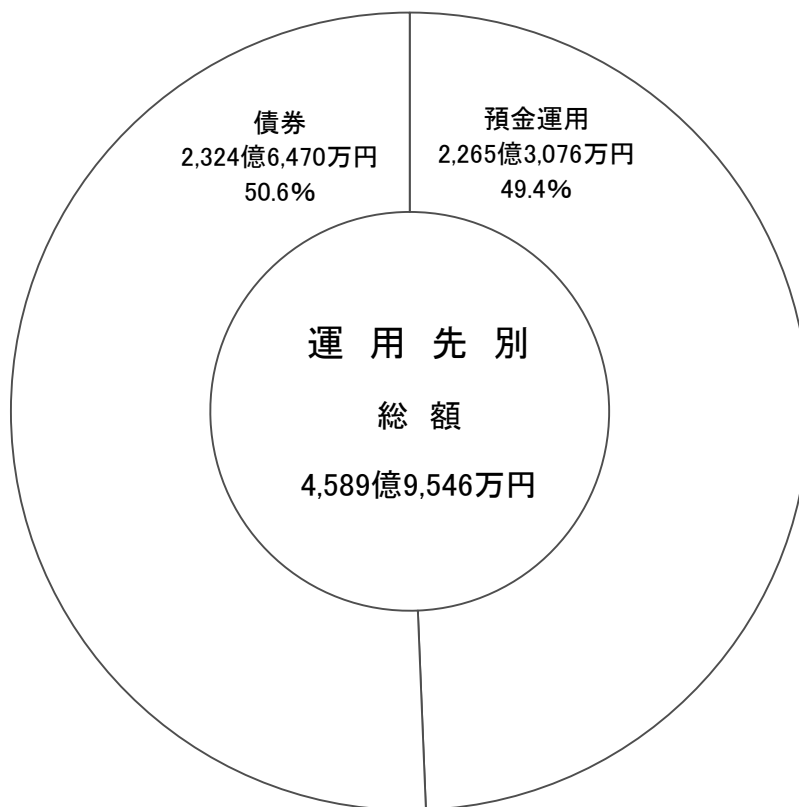 債券
2,324億6,470万円
50.6%
預金運用
2,265億3,076万円
49.4%
運用先別
総額
4,589億9,546万円